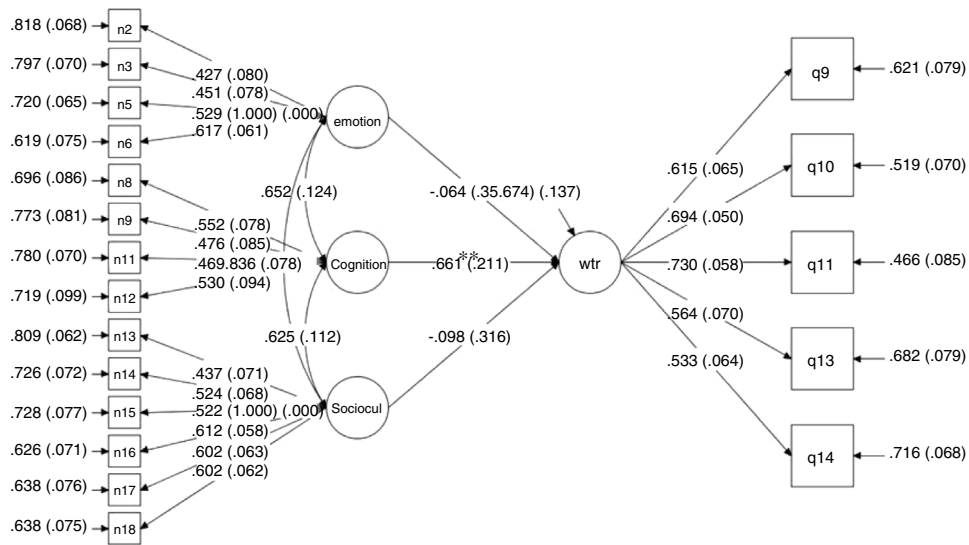 .818 (.068)
n2
.797 (.070)
n3
.720 (.065)
n5
.619 (.075)
n6
.696 (.086)
n8
.773 (.081)
n9
.780 (.070)
n11
.719 (.099)
n12
.809 (.062)
n13
.726 (.072)
n14
.728 (.077)
n15
.626 (.071)
n16
.638 (.076)
n17
.638 (.075)
n18
.427 (.080)
.451 (.078)
.529 (1.000) (.000)
.617 (.061)
.552 (.078)
.476 (.085)
.469.836 (.078)
.530 (.094)
.437 (.071)
.524 (.068)
.522 (1.000) (.000)
.612 (.058)
.602 (.063)
.602 (.062)
emotion
Cognition
Sociocul
.652 (.124)
.625 (.112)
-.064 (.35.674) (.137)
**
.661 (.211)
-.098 (.316)
wtr
.615 (.065)
.694 (.050)
.730 (.058)
.564 (.070)
.533 (.064)
q9
.621 (.079)
q10
.519 (.070)
q11
.466 (.085)
q13
.682 (.079)
q14
.716 (.068)